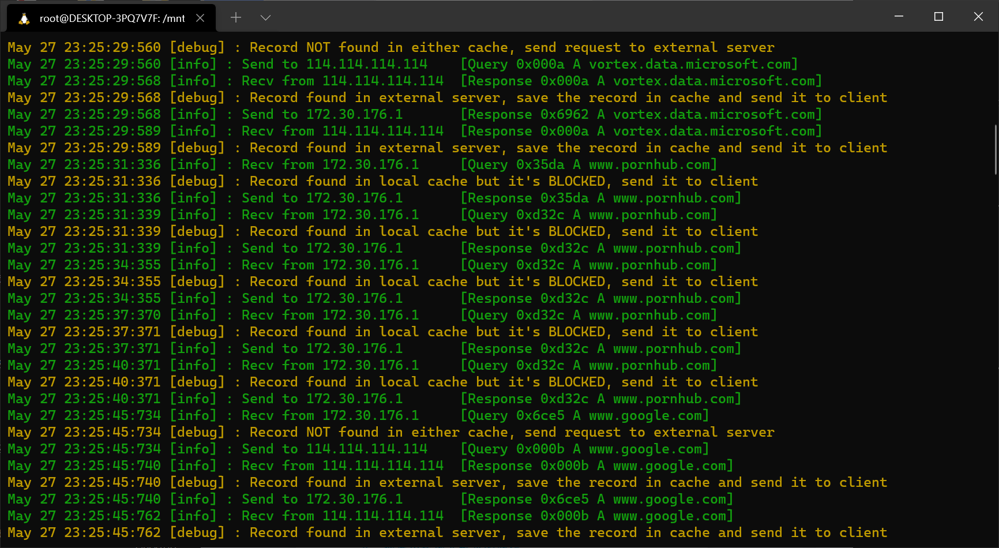 root@DESKTOP-3PQ7V7F: /mnt
May 27 23:25:29:560 [debug] : Record NOT found in either cache, send request to external server
May 27 23:25:29:560 [info] : Send to 114.114.114.114 [Query 0x000a A vortex.data.microsoft.com]
May 27 23:25:29:568 [info] : Recv from 114.114.114.114 [Response 0x000a A vortex.data.microsoft.com]
May 27 23:25:29:568 [debug] : Record found in external server, save the record in cache and send it to client
May 27 23:25:29:568 [info] : Send to 172.30.176.1 [Response 0x6962 A vortex.data.microsoft.com]
May 27 23:25:29:589 [info] : Recv from 114.114.114.114 [Response 0x000a A vortex.data.microsoft.com]
May 27 23:25:29:589 [debug] : Record found in external server, save the record in cache and send it to client
May 27 23:25:31:336 [info] : Recv from 172.30.176.1 [Query 0x35da A www.pornhub.com]
May 27 23:25:31:336 [debug] : Record found in local cache but it's BLOCKED, send it to client
May 27 23:25:31:336 [info] : Send to 172.30.176.1 [Response 0x35da A www.pornhub.com]
May 27 23:25:31:339 [info] : Recv from 172.30.176.1 [Query 0xd32c A www.pornhub.com]
May 27 23:25:31:339 [debug] : Record found in local cache but it's BLOCKED, send it to client
May 27 23:25:31:339 [info] : Send to 172.30.176.1 [Response 0xd32c A www.pornhub.com]
May 27 23:25:34:355 [info] : Recv from 172.30.176.1 [Query 0xd32c A www.pornhub.com]
May 27 23:25:34:355 [debug] : Record found in local cache but it's BLOCKED, send it to client
May 27 23:25:34:355 [info] : Send to 172.30.176.1 [Response 0xd32c A www.pornhub.com]
May 27 23:25:37:370 [info] : Recv from 172.30.176.1 [Query 0xd32c A www.pornhub.com]
May 27 23:25:37:371 [debug] : Record found in local cache but it's BLOCKED, send it to client
May 27 23:25:37:371 [info] : Send to 172.30.176.1 [Response 0xd32c A www.pornhub.com]
May 27 23:25:40:371 [info] : Recv from 172.30.176.1 [Query 0xd32c A www.pornhub.com]
May 27 23:25:40:371 [debug] : Record found in local cache but it's BLOCKED, send it to client
May 27 23:25:40:371 [info] : Send to 172.30.176.1 [Response 0xd32c A www.pornhub.com]
May 27 23:25:45:734 [info] : Recv from 172.30.176.1 [Query 0x6ce5 A www.google.com]
May 27 23:25:45:734 [debug] : Record NOT found in either cache, send request to external server
May 27 23:25:45:734 [info] : Send to 114.114.114.114 [Query 0x000b A www.google.com]
May 27 23:25:45:740 [info] : Recv from 114.114.114.114 [Response 0x000b A www.google.com]
May 27 23:25:45:740 [debug] : Record found in external server, save the record in cache and send it to client
May 27 23:25:45:740 [info] : Send to 172.30.176.1 [Response 0x6ce5 A www.google.com]
May 27 23:25:45:762 [info] : Recv from 114.114.114.114 [Response 0x000b A www.google.com]
May 27 23:25:45:762 [debug] : Record found in external server, save the record in cache and send it to client